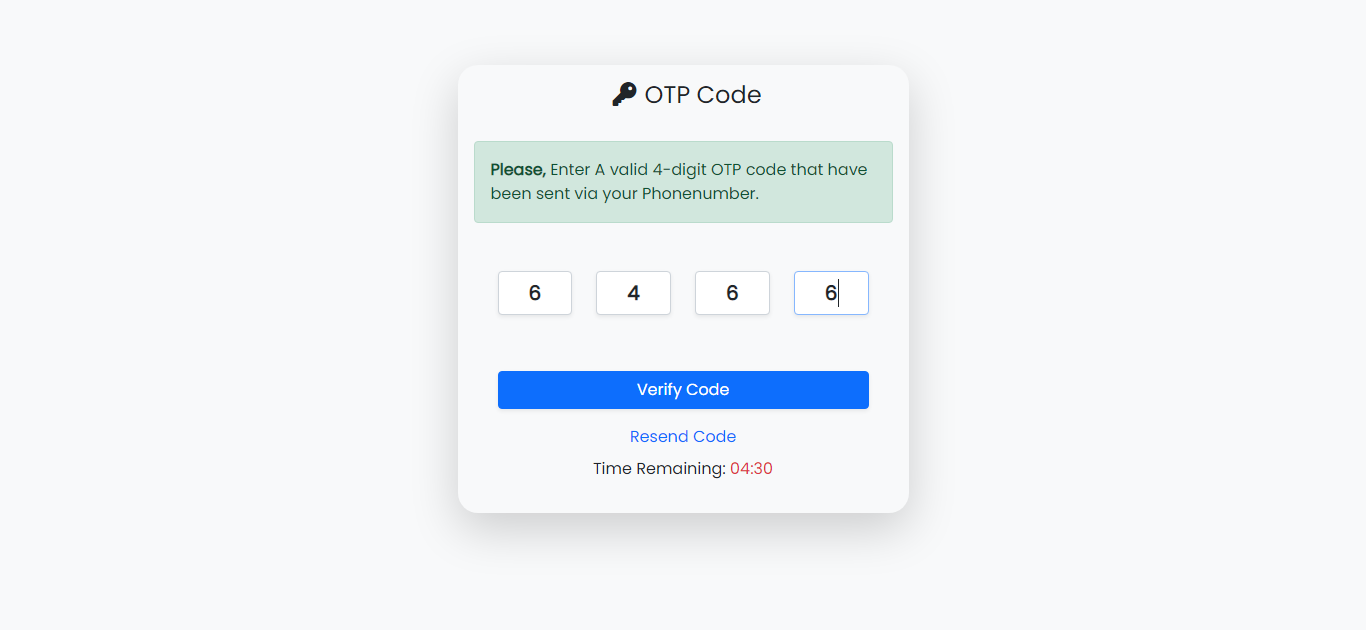 OTP Code
Please, Enter A valid 4-digit OTP code that have
been sent via your Phonenumber.
6 4 6 6
Verify Code
Resend Code
Time Remaining: 04:30